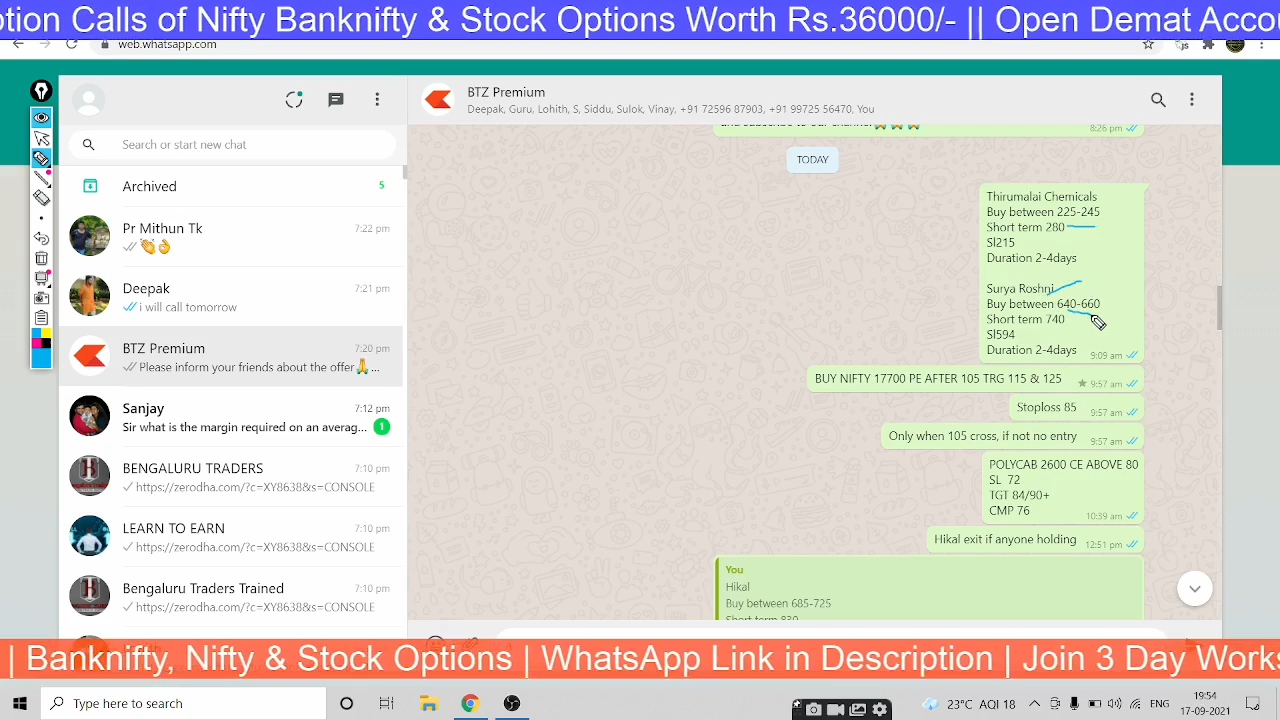 tion Calls of Nifty Banknifty & Stock Options Worth Rs.36000/- || Open Demat Acco
web.whatsapp.com
BTZ Premium
Deepak, Guru, Lohith, S, Siddu, Sulok, Vinay, +91 72596 87903, +91 99725 56470, You
Search or start new chat
Archived
5
Pr Mithun Tk
7:22 pm
Deepak
7:21 pm
i will call tomorrow
BTZ Premium
7:20 pm
Please inform your friends about the offer🙏...
Sanjay
7:12 pm
Sir what is the margin required on an averag...
1
BENGALURU TRADERS
7:10 pm
https://zerodha.com/?c=XY8638&s=CONSOLE
LEARN TO EARN
7:10 pm
https://zerodha.com/?c=XY8638&s=CONSOLE
Bengaluru Traders Trained
7:10 pm
https://zerodha.com/?c=XY8638&s=CONSOLE
and subscribe to our channel🙏🙏🙏
8:26 pm
TODAY
Thirumalai Chemicals
Buy between 225-245
Short term 280
Sl215
Duration 2-4days
Surya Roshni
Buy between 640-660
Short term 740
Sl594
Duration 2-4days
9:09 am
BUY NIFTY 17700 PE AFTER 105 TRG 115 & 125
9:57 am
Stoploss 85
9:57 am
Only when 105 cross, if not no entry
9:57 am
POLYCAB 2600 CE ABOVE 80
SL 72
TGT 84/90+
CMP 76
10:39 am
Hikal exit if anyone holding
12:51 pm
You
Hikal
Buy between 685-725
Short term 830
| Banknifty, Nifty & Stock Options | WhatsApp Link in Description | Join 3 Day Works
Type here to search
23°C AQI 18
ENG
19:54
17-09-2021